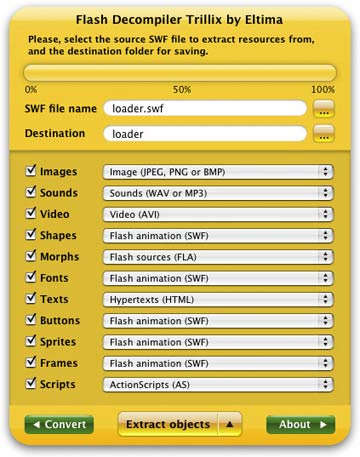 Flash Decompiler Trillix by Eltima
Please, select the source SWF file to extract resources from,
and the destination folder for saving.
0% 50% 100%
SWF file name loader.swf ...
Destination loader ...
Images Image (JPEG, PNG or BMP)
Sounds Sounds (WAV or MP3)
Video Video (AVI)
Shapes Flash animation (SWF)
Morphs Flash sources (FLA)
Fonts Flash animation (SWF)
Texts Hypertexts (HTML)
Buttons Flash animation (SWF)
Sprites Flash animation (SWF)
Frames Flash animation (SWF)
Scripts ActionScripts (AS)
Convert Extract objects About